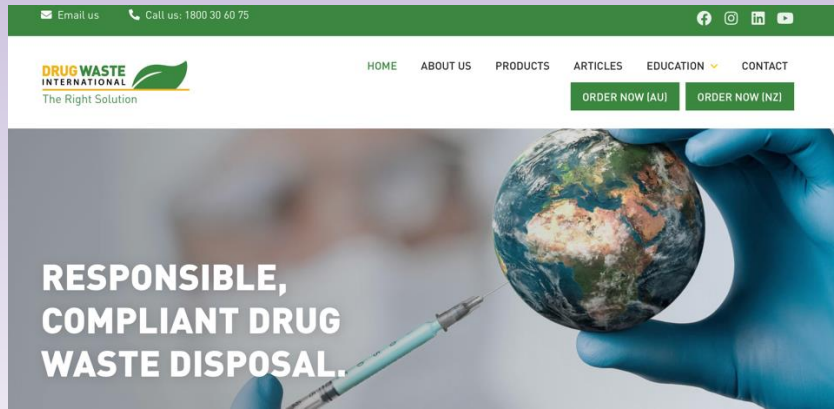 Email us
Call us: 1800 30 60 75
DRUG WASTE
INTERNATIONAL
The Right Solution
HOME ABOUT US PRODUCTS ARTICLES EDUCATION CONTACT
ORDER NOW (AU) ORDER NOW (NZ)
RESPONSIBLE,
COMPLIANT DRUG
WASTE DISPOSAL.